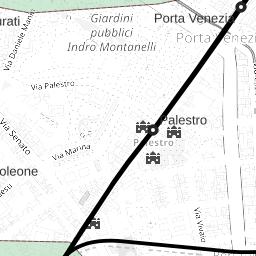 urati
Via Daniele Manin
Giardini
pubblici
Indro Montanelli
Porta Venezia
Porta Venezia
Via Palestro
Palestro
Palestro
Via Senato
Via Marina
oleone
Via Vivaio